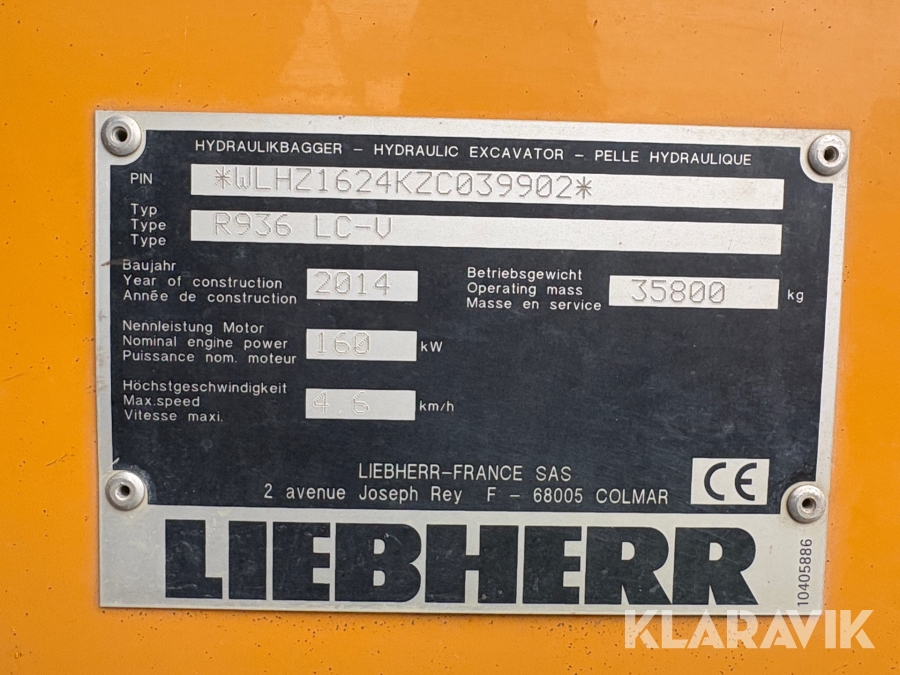 HYDRAULIKBAGGER – HYDRAULIC EXCAVATOR – PELLE HYDRAULIQUE
PIN *WLHZ1624KZC039902*
Typ
Type
Type
R936 LC-V
Baujahr
Year of construction
Année de construction
2014
Betriebsgewicht
Operating mass
Masse en service
35800 kg
Nennleistung Motor
Nominal engine power
Puissance nom. moteur
160 kW
Höchstgeschwindigkeit
Max.speed
Vitesse maxi.
4.6 km/h
LIEBHERR–FRANCE SAS
2 avenue Joseph Rey F – 68005 COLMAR
CE
LIEBHERR
10405886
KLARAVIK